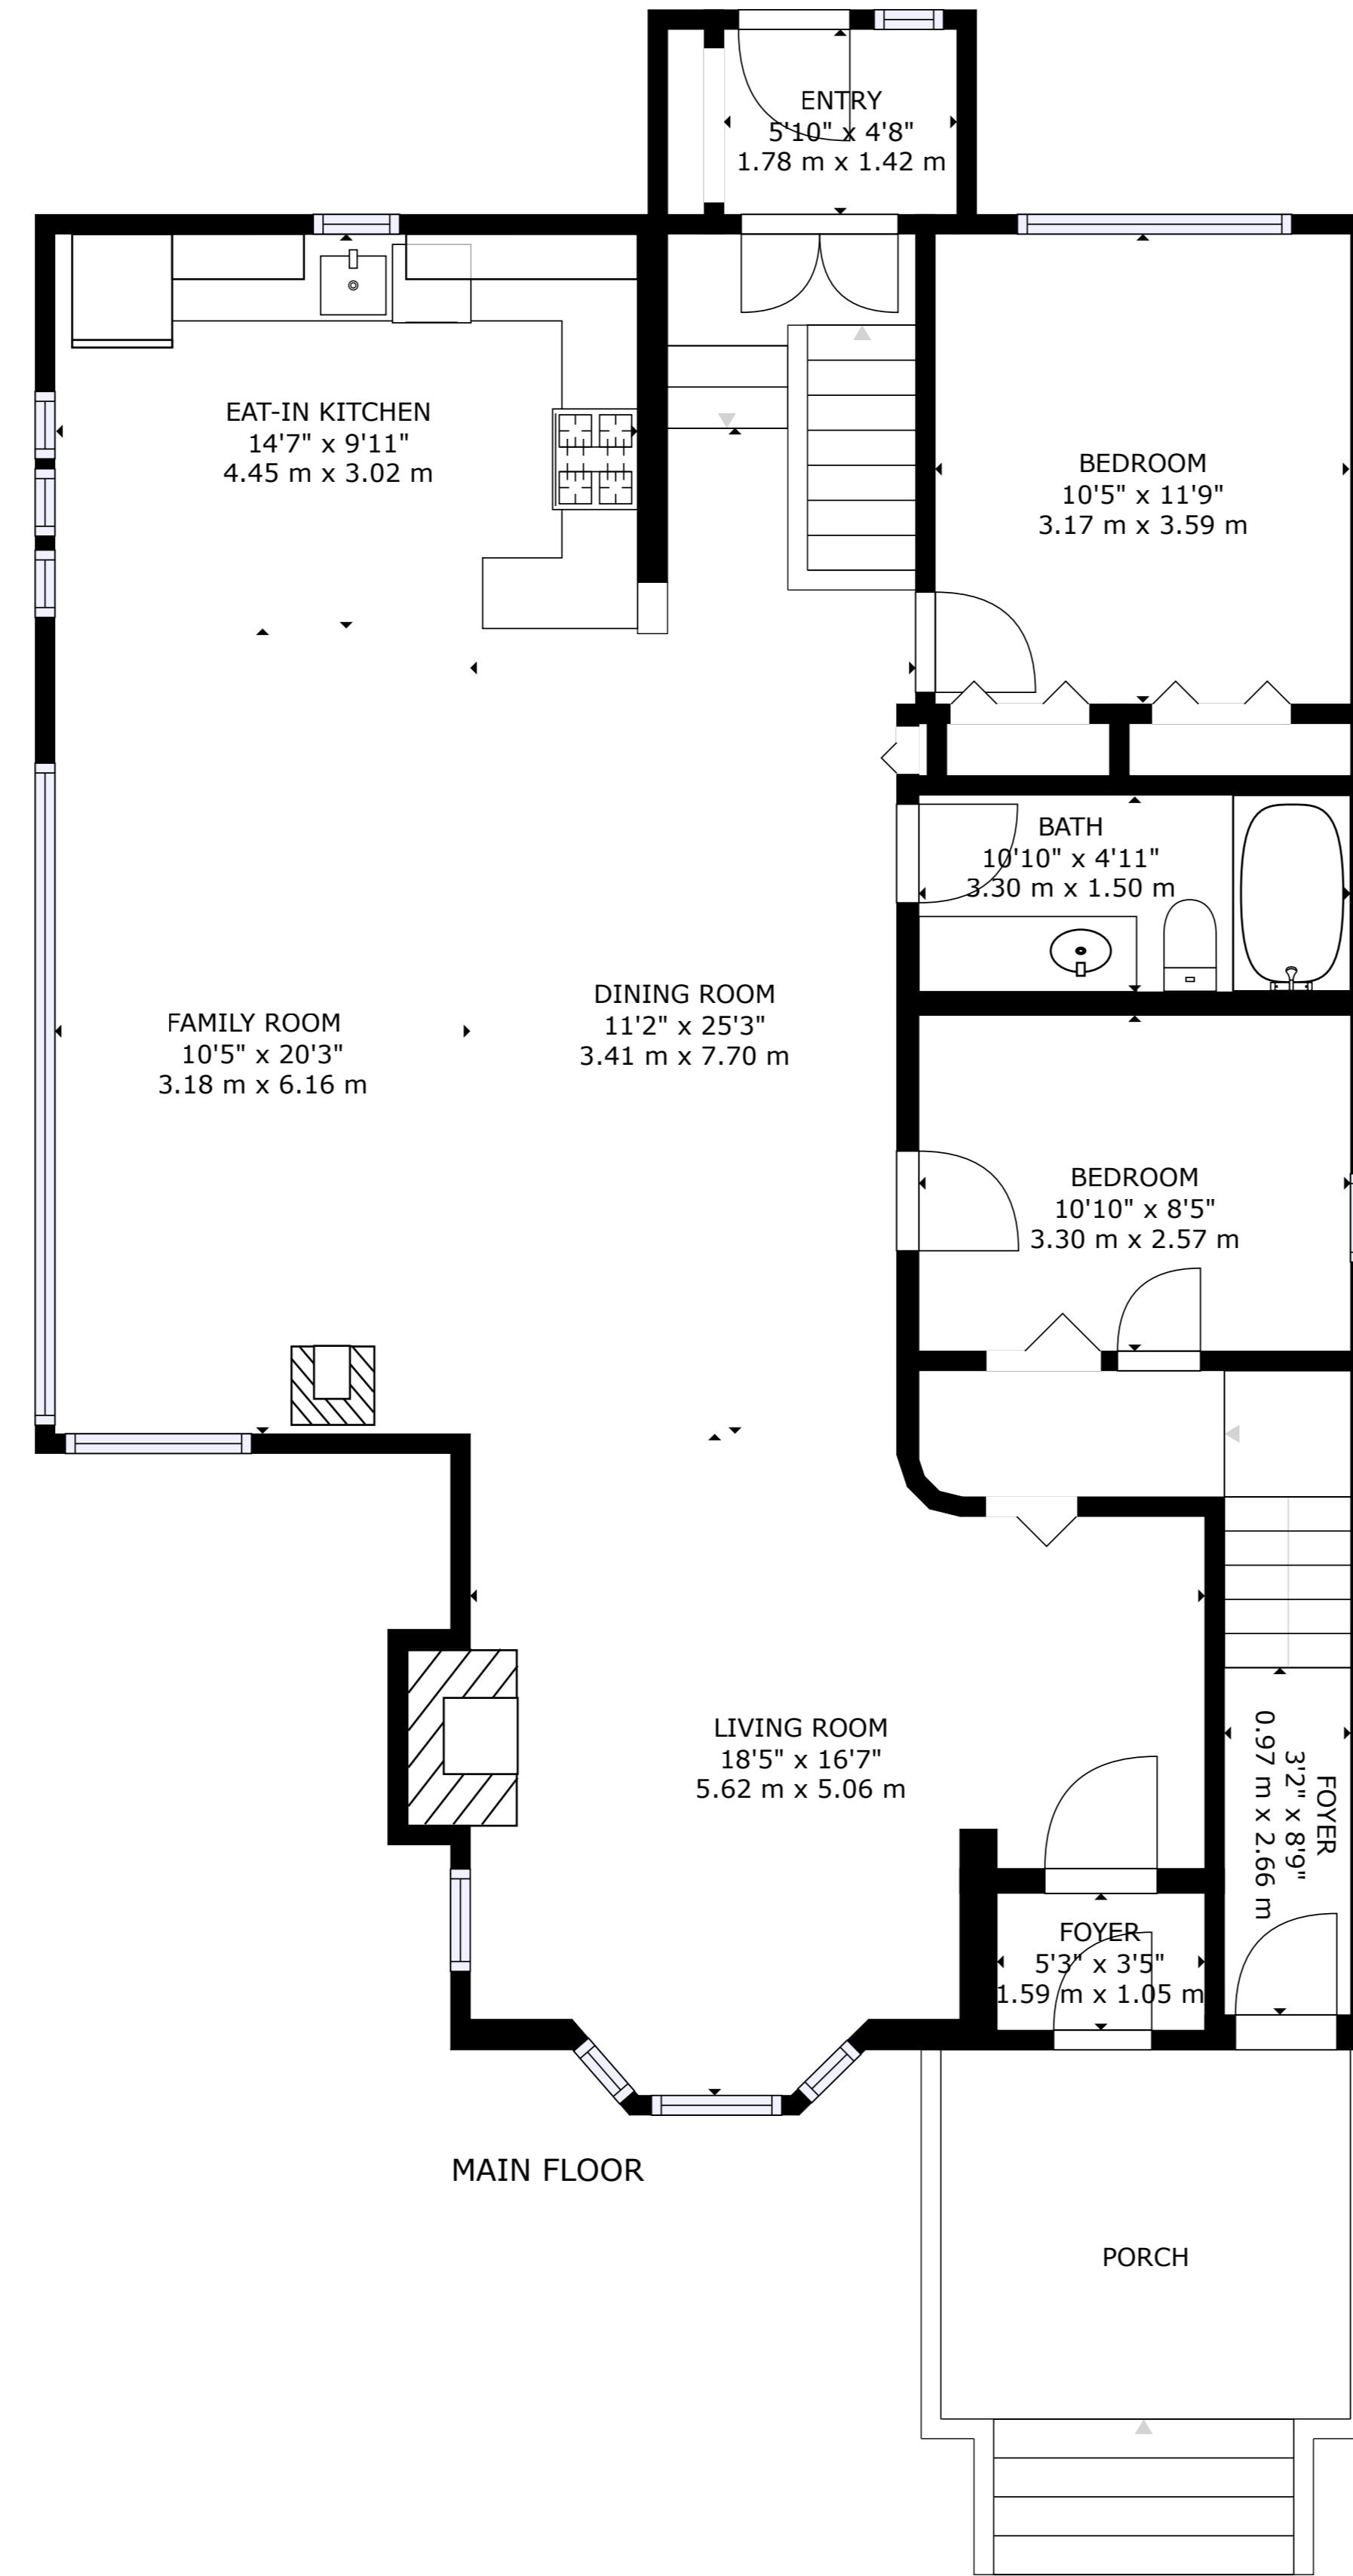 ENTRY
5'10" x 4'8"
1.78 m x 1.42 m
EAT-IN KITCHEN
14'7" x 9'11"
4.45 m x 3.02 m
BEDROOM
10'5" x 11'9"
3.17 m x 3.59 m
BATH
10'10" x 4'11"
3.30 m x 1.50 m
DINING ROOM
11'2" x 25'3"
3.41 m x 7.70 m
FAMILY ROOM
10'5" x 20'3"
3.18 m x 6.16 m
BEDROOM
10'10" x 8'5"
3.30 m x 2.57 m
LIVING ROOM
18'5" x 16'7"
5.62 m x 5.06 m
FOYER
3'2" x 8'9"
0.97 m x 2.66 m
FOYER
5'3" x 3'5"
1.59 m x 1.05 m
MAIN FLOOR
PORCH